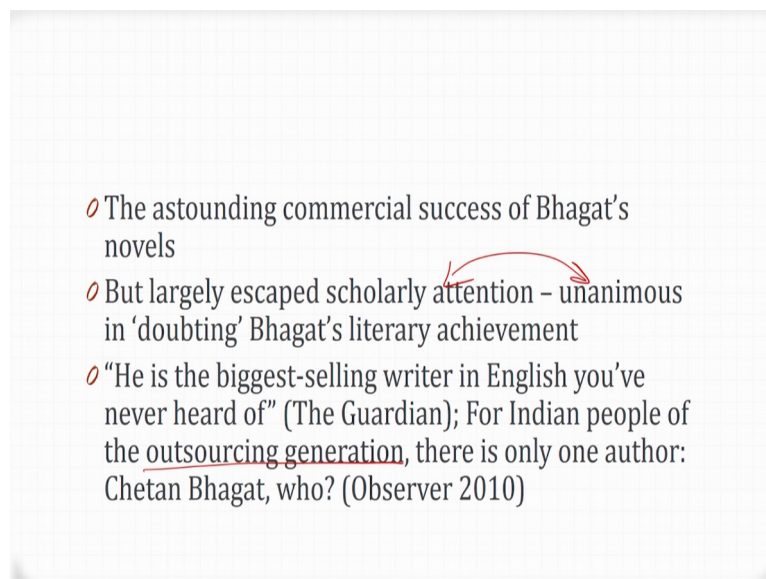 The astounding commercial success of Bhagat’s
novels
But largely escaped scholarly attention – unanimous
in ‘doubting’ Bhagat’s literary achievement
“He is the biggest-selling writer in English you’ve
never heard of” (The Guardian); For Indian people of
the outsourcing generation, there is only one author:
Chetan Bhagat, who? (Observer 2010)